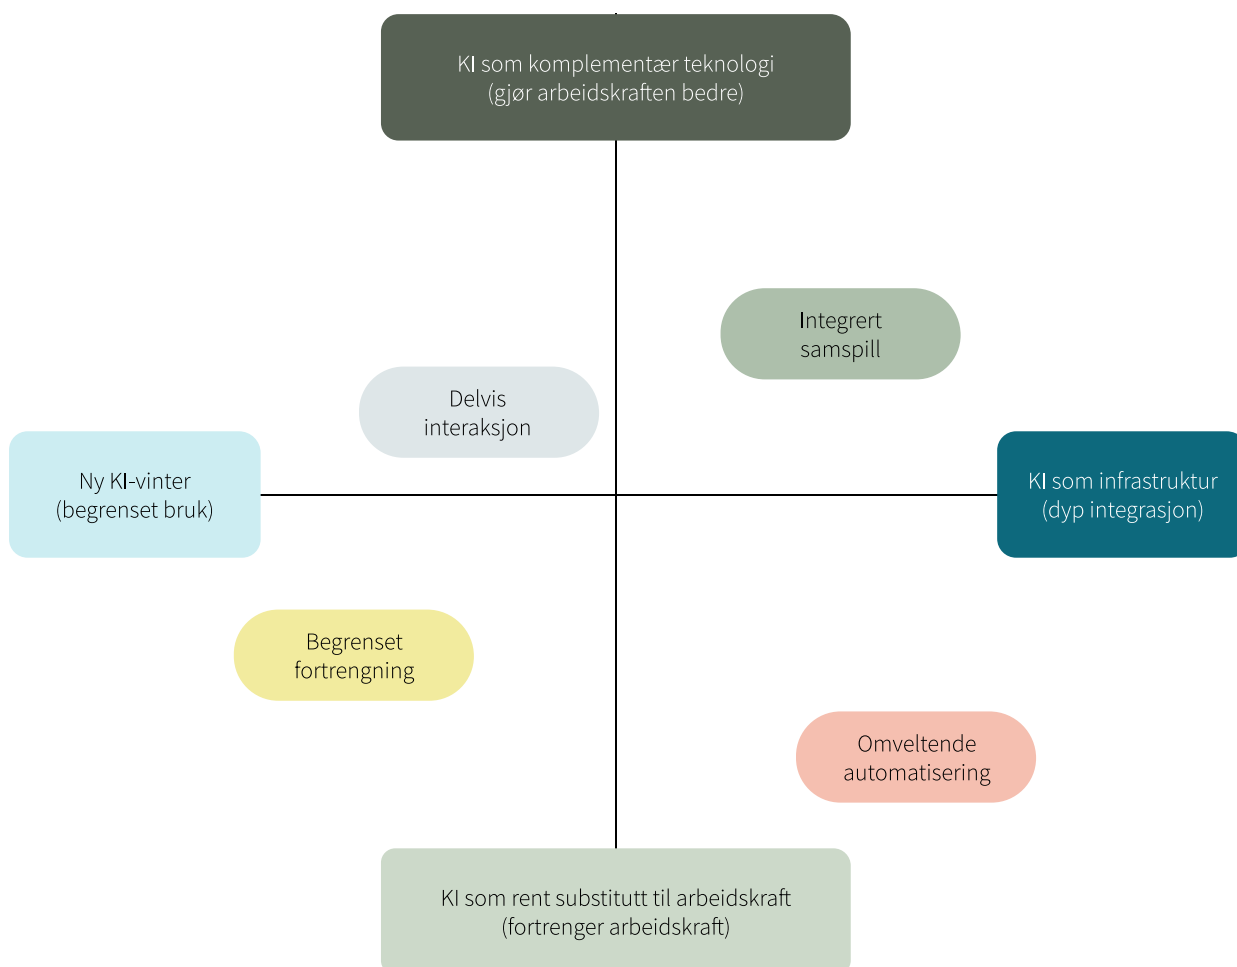 KI som komplementær teknologi
(gjør arbeidskraften bedre)
Integrert
samspill
Delvis
interaksjon
Ny KI-vinter
(begrenset bruk)
KI som infrastruktur
(dyp integrasjon)
Begrenset
fortrengning
Omveltende
automatisering
KI som rent substitutt til arbeidskraft
(fortrenger arbeidskraft)